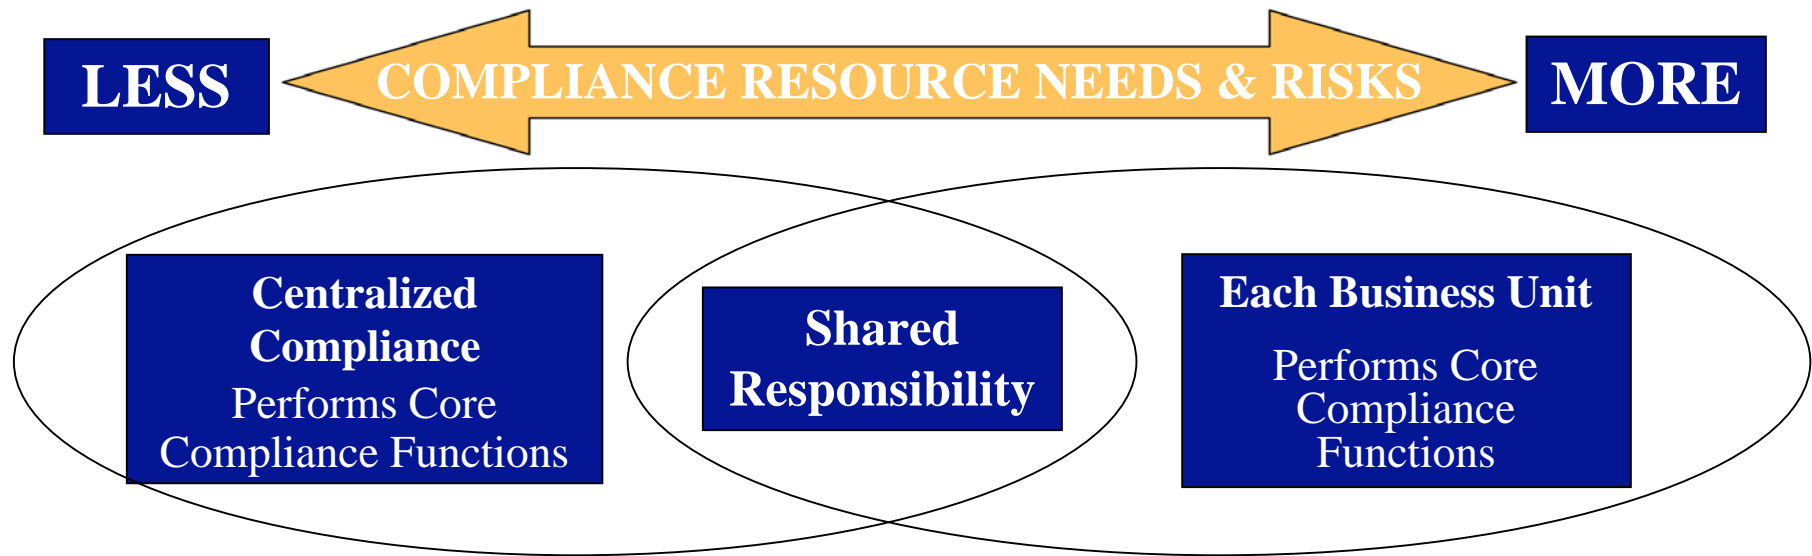 LESS
COMPLIANCE RESOURCE NEEDS & RISKS
MORE
Centralized
Compliance
Performs Core
Compliance Functions
Shared
Responsibility
Each Business Unit
Performs Core
Compliance
Functions